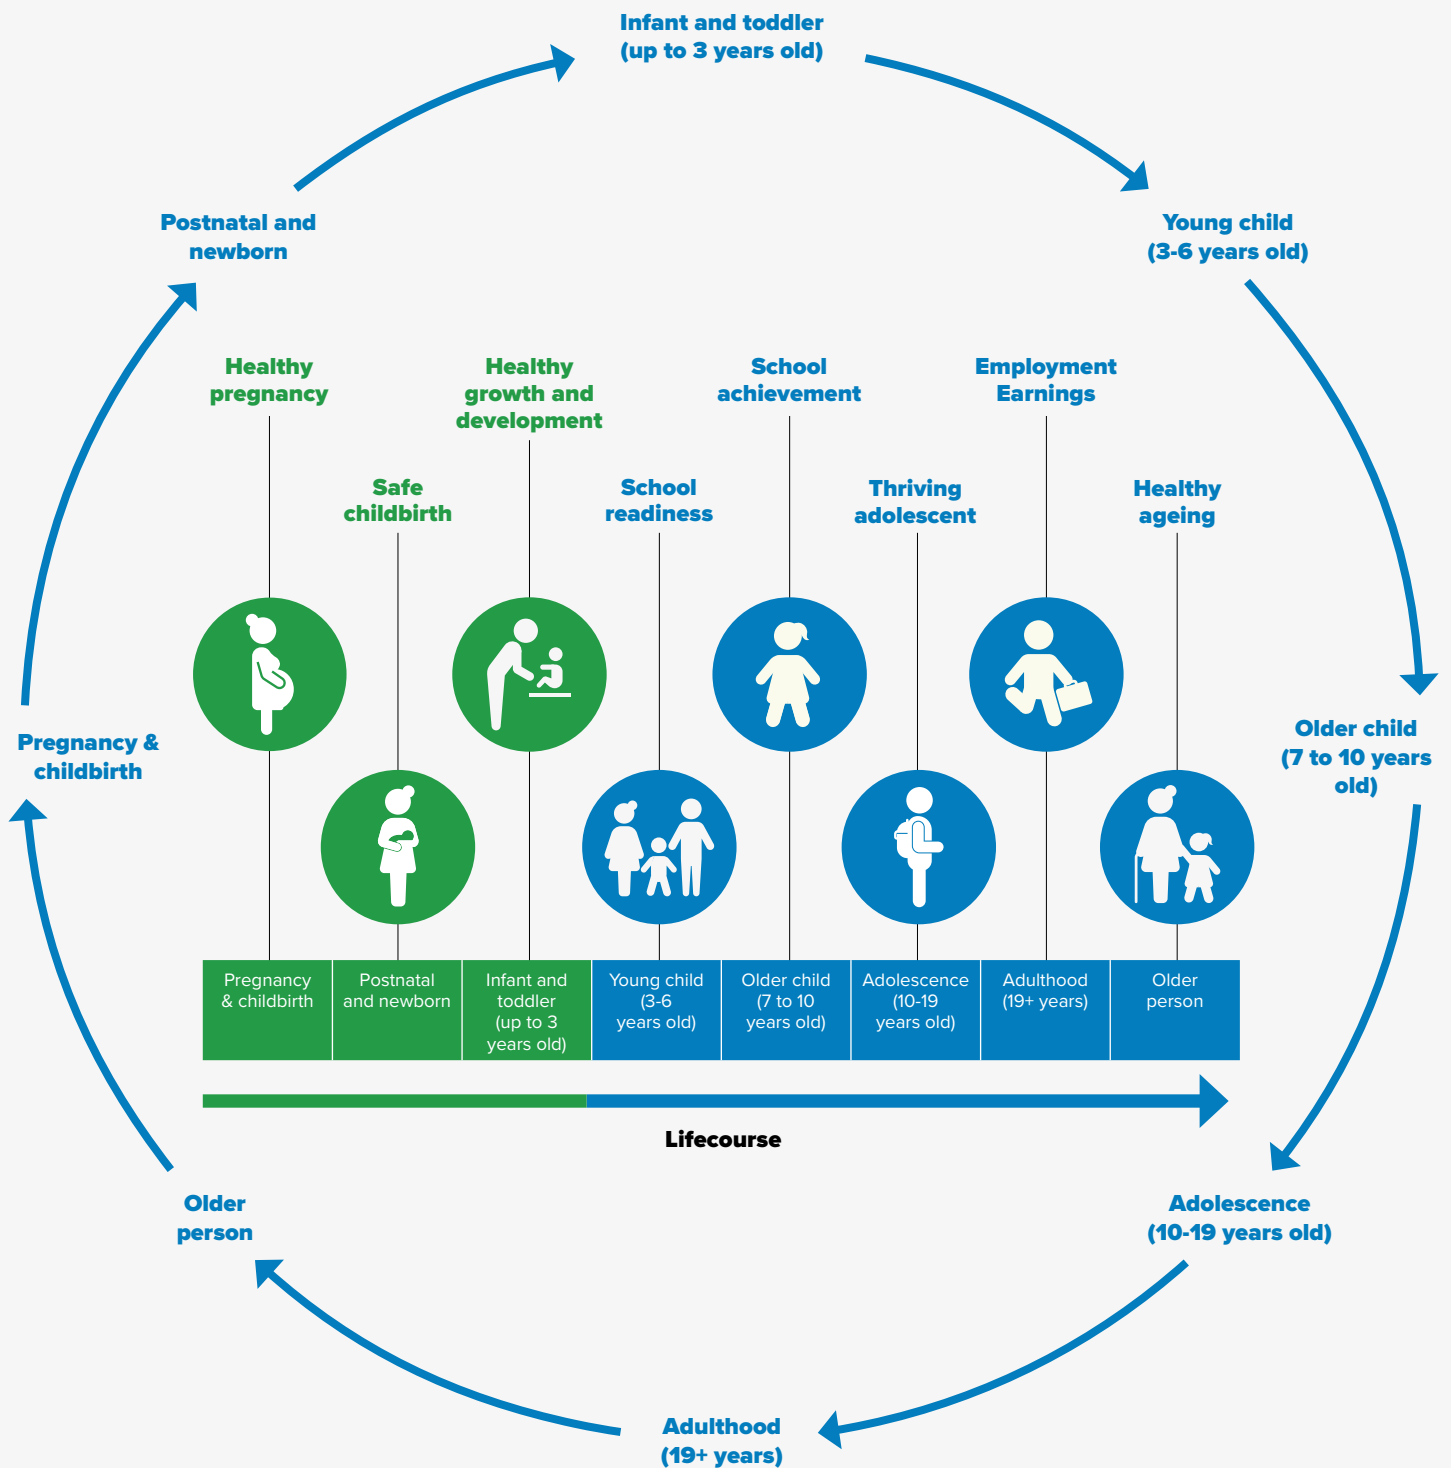 Infant and toddler
(up to 3 years old)
Postnatal and
newborn
Young child
(3-6 years old)
Healthy
pregnancy
Healthy
growth and
development
School
achievement
Employment
Earnings
Safe
childbirth
School
readiness
Thriving
adolescent
Healthy
ageing
Pregnancy &
childbirth
Older child
(7 to 10 years
old)
Pregnancy
& childbirth
Postnatal
and newborn
Infant and
toddler
(up to 3
years old)
Young child
(3-6
years old)
Older child
(7 to 10
years old)
Adolescence
(10-19
years old)
Adulthood
(19+ years)
Older
person
Lifecourse
Older
person
Adolescence
(10-19 years old)
Adulthood
(19+ years)